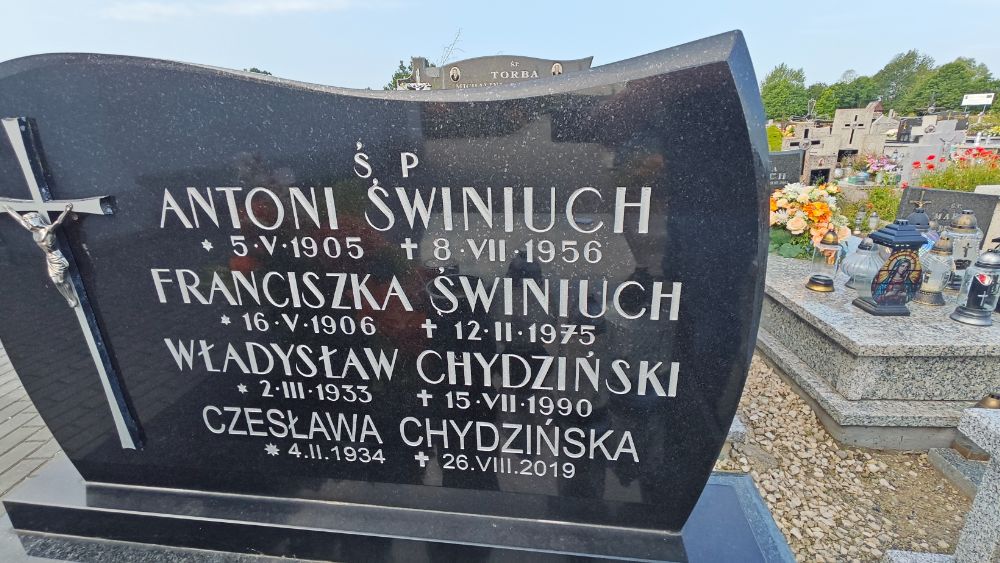 ŚP
TORBA
Ś P
ANTONI ŚWINIUCH
* 5·V·1905 ✝ 8·VII·1956
FRANCISZKA ŚWINIUCH
* 16·V·1906 ✝ 12·II·1975
WŁADYSŁAW CHYDZIŃSKI
* 2·III·1933 ✝ 15·VII·1990
CZESŁAWA CHYDZIŃSKA
* 4.II.1934 ✝ 26.VIII.2019